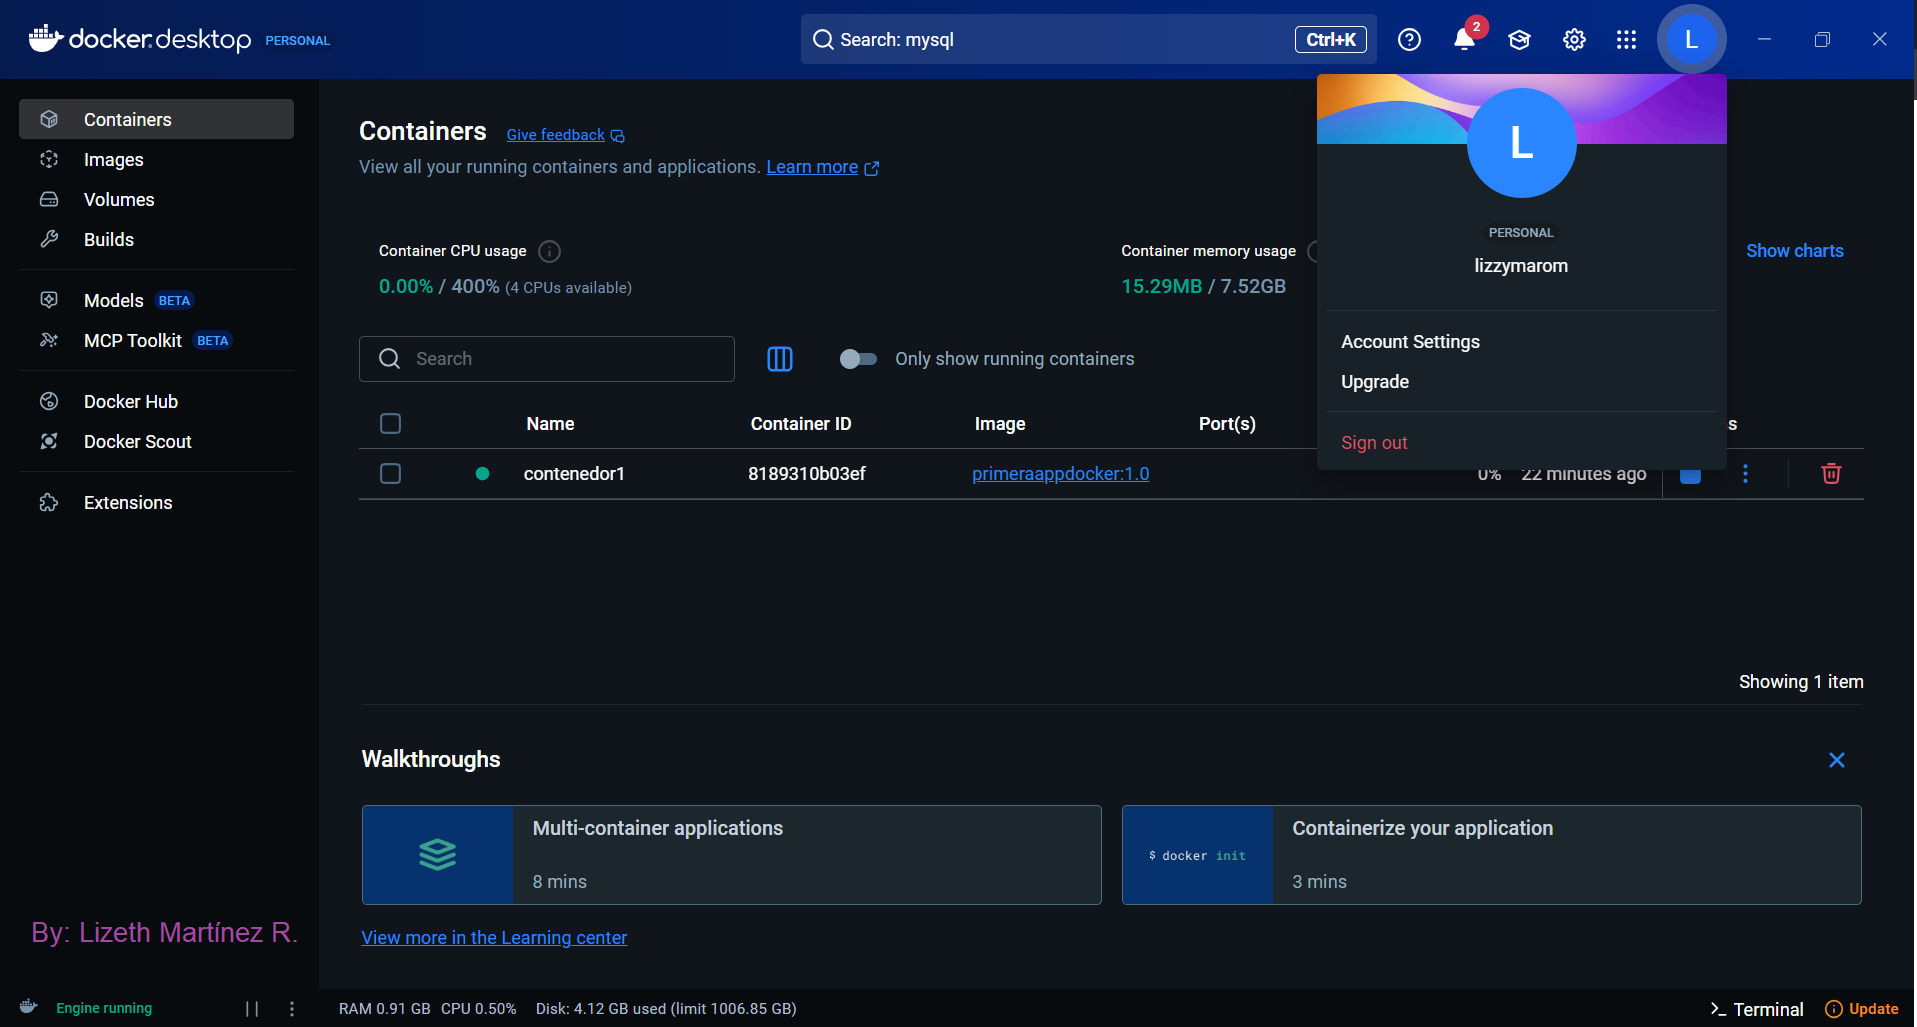 docker.desktop PERSONAL
Search: mysql Ctrl+K
2
L
Containers
Images
Volumes
Builds
Models BETA
MCP Toolkit BETA
Docker Hub
Docker Scout
Extensions
Containers Give feedback
View all your running containers and applications. Learn more
Container CPU usage
0.00% / 400% (4 CPUs available)
Container memory usage
15.29MB / 7.52GB
Show charts
L
PERSONAL
lizzymarom
Account Settings
Upgrade
Sign out
Search
Only show running containers
Name Container ID Image Port(s) s
contenedor1 8189310b03ef primeraappdocker:1.0 0% 22 minutes ago
Showing 1 item
Walkthroughs
Multi-container applications
8 mins
$ docker init
Containerize your application
3 mins
View more in the Learning center
By: Lizeth Martínez R.
Engine running
RAM 0.91 GB CPU 0.50% Disk: 4.12 GB used (limit 1006.85 GB)
>_ Terminal
Update